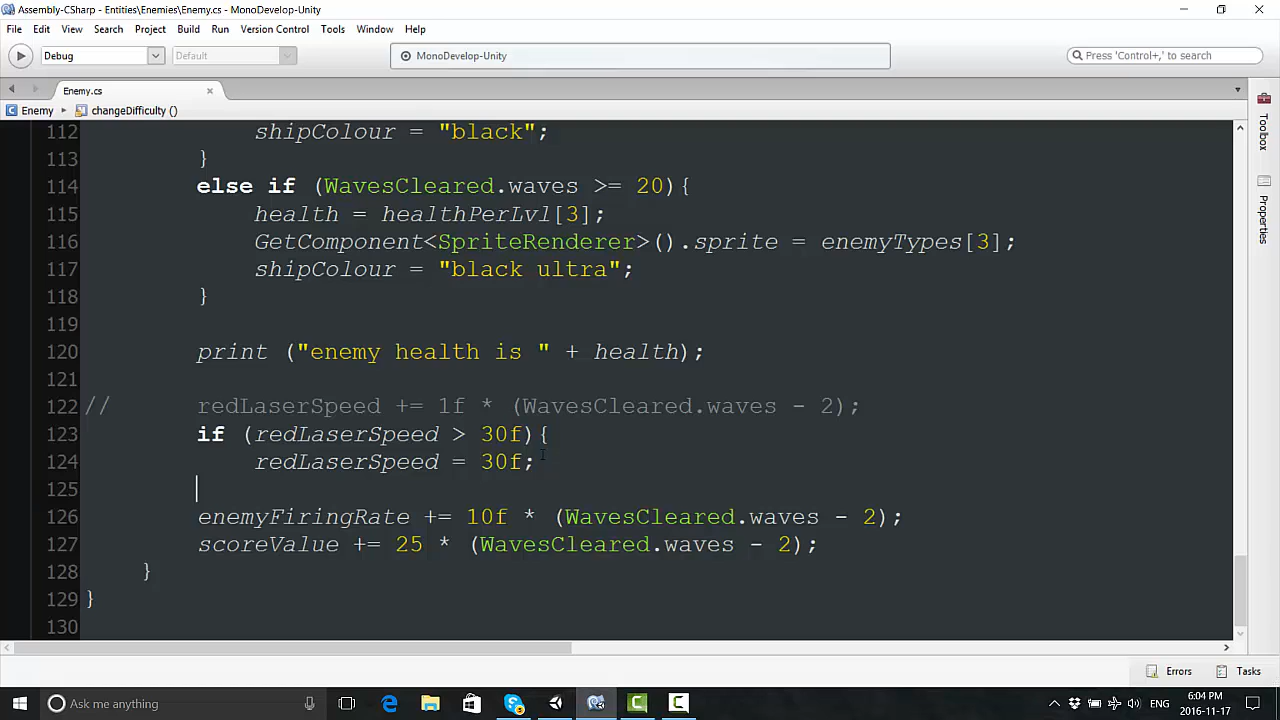 Assembly-CSharp - Entities\Enemies\Enemy.cs - MonoDevelop-Unity
File Edit View Search Project Build Run Version Control Tools Window Help
Debug Default MonoDevelop-Unity Press 'Control+,' to search
Enemy.cs
Enemy changeDifficulty ()
112 shipColour = "black";
113 }
114 else if (WavesCleared.waves >= 20){
115 health = healthPerLvl[3];
116 GetComponent<SpriteRenderer>().sprite = enemyTypes[3];
117 shipColour = "black ultra";
118 }
119
120 print ("enemy health is " + health);
121
122 // redLaserSpeed += 1f * (WavesCleared.waves - 2);
123 if (redLaserSpeed > 30f){
124 redLaserSpeed = 30f;
125
126 enemyFiringRate += 10f * (WavesCleared.waves - 2);
127 scoreValue += 25 * (WavesCleared.waves - 2);
128 }
129 }
130
Toolbox
Properties
Errors Tasks
Ask me anything
6:04 PM
2016-11-17